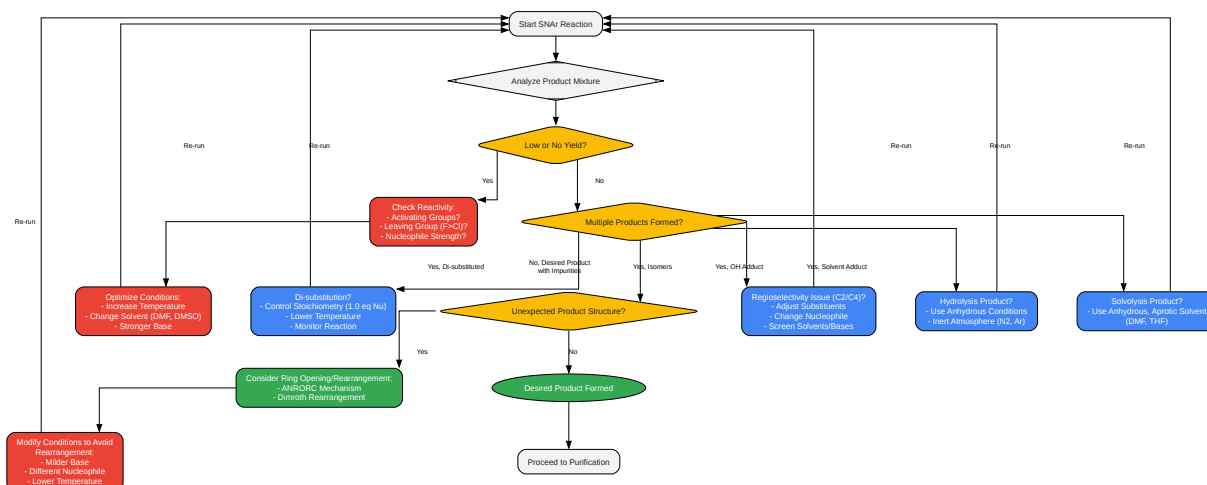 Start SNAr Reaction
Analyze Product Mixture
Low or No Yield?
Re-run
Re-run
Re-run
Re-run
Re-run
Yes
No
Check Reactivity:
- Activating Groups?
- Leaving Group (F>Cl)?
- Nucleophile Strength?
Multiple Products Formed?
Re-run
Yes, Di-substituted
No, Desired Product
with Impurities
Yes, Isomers
Yes, OH Adduct
Yes, Solvent Adduct
Optimize Conditions:
- Increase Temperature
- Change Solvent (DMF, DMSO)
- Stronger Base
Di-substitution?
- Control Stoichiometry (1.0 eq Nu)
- Lower Temperature
- Monitor Reaction
Unexpected Product Structure?
Regioselectivity Issue (C2/C4)?
- Adjust Substituents
- Change Nucleophile
- Screen Solvents/Bases
Hydrolysis Product?
- Use Anhydrous Conditions
- Inert Atmosphere (N2, Ar)
Solvolysis Product?
- Use Anhydrous, Aprotic Solvent
(DMF, THF)
Yes
No
Consider Ring Opening/Rearrangement:
- ANRORC Mechanism
- Dimroth Rearrangement
Desired Product Formed
Modify Conditions to Avoid
Rearrangement:
- Milder Base
- Different Nucleophile
- Lower Temperature
Proceed to Purification